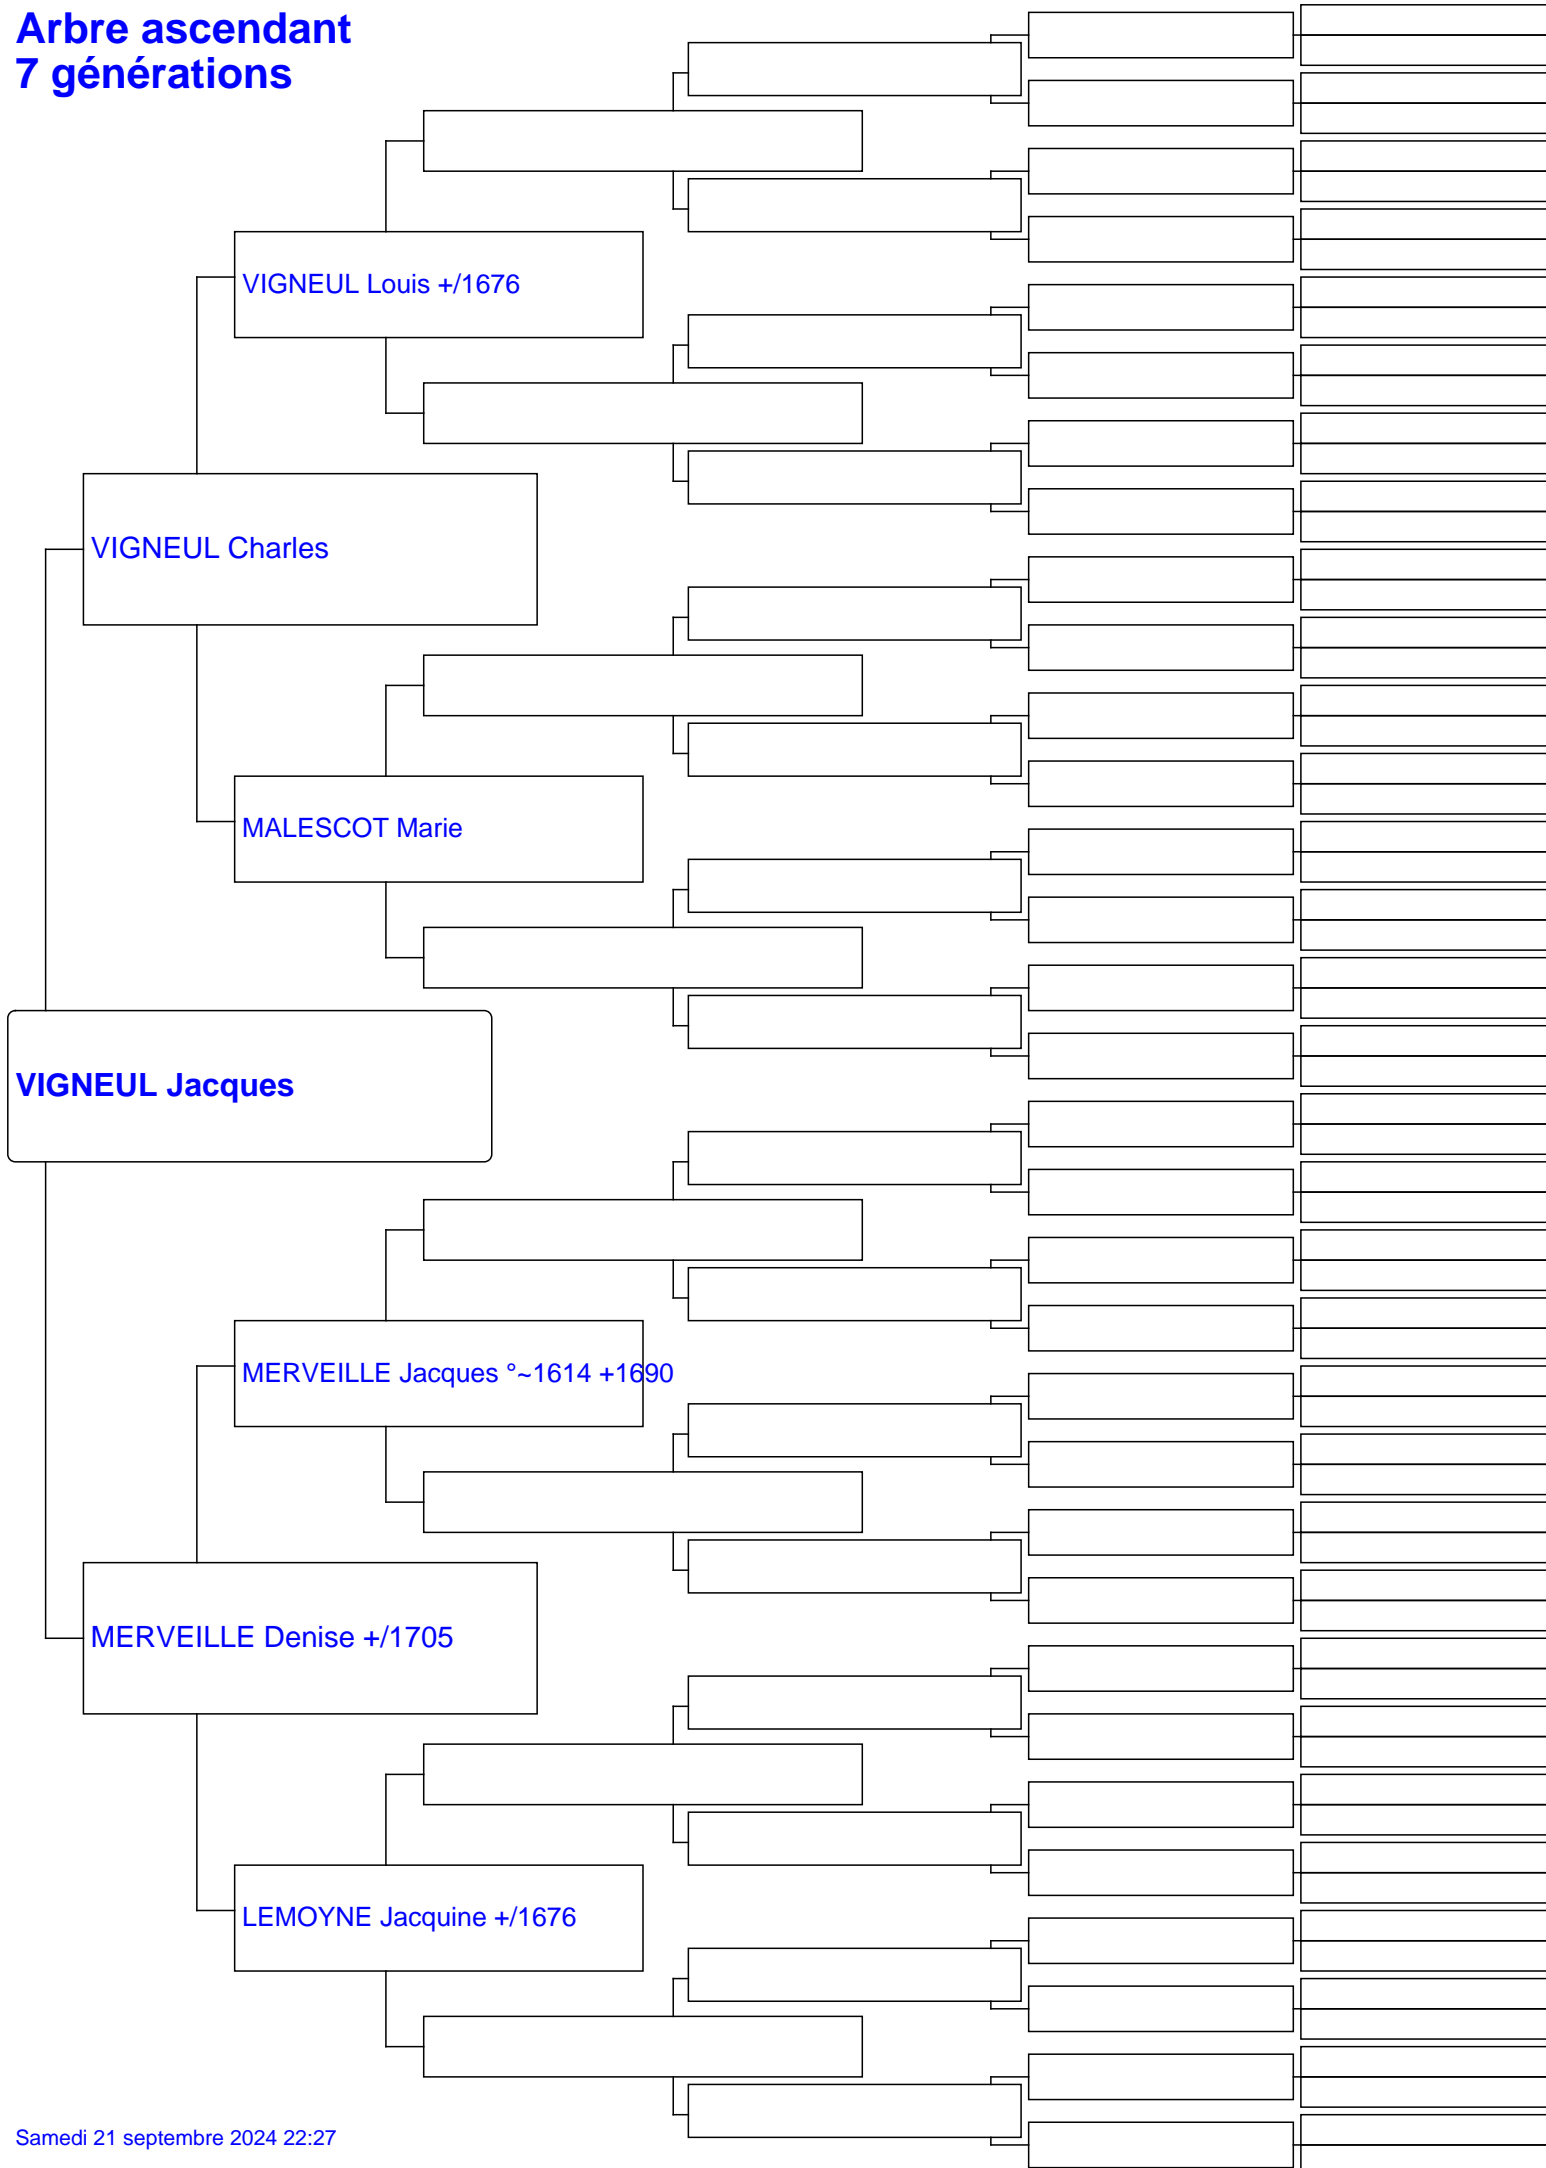 Arbre ascendant
7 générations
VIGNEUL Louis +/1676
VIGNEUL Charles
MALESCOT Marie
VIGNEUL Jacques
MERVEILLE Jacques °~1614 +1690
MERVEILLE Denise +/1705
LEMOYNE Jacquine +/1676
Samedi 21 septembre 2024 22:27